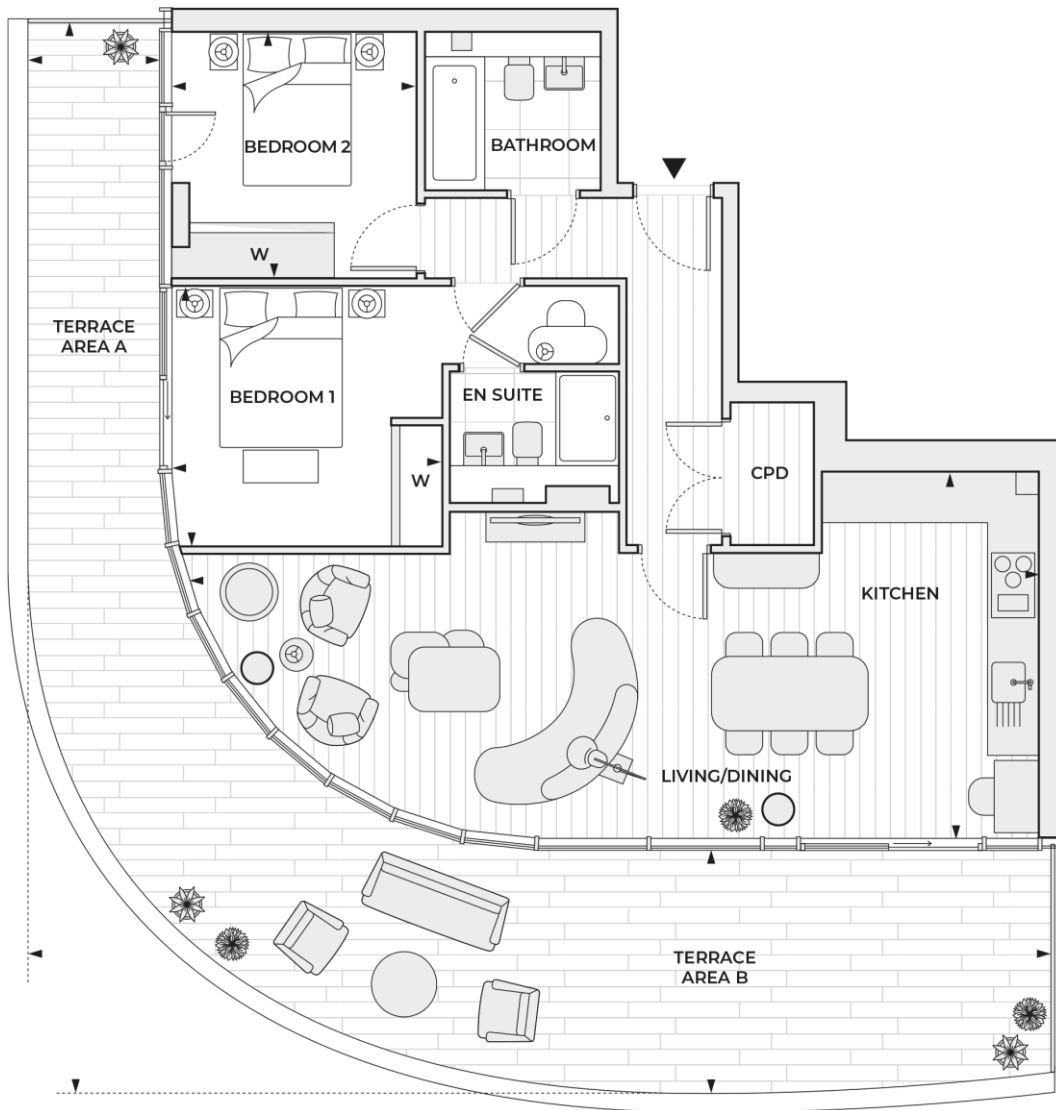 BEDROOM 2
BATHROOM
W
TERRACE
AREA A
BEDROOM 1
EN SUITE
W
CPD
KITCHEN
LIVING/DINING
TERRACE
AREA B